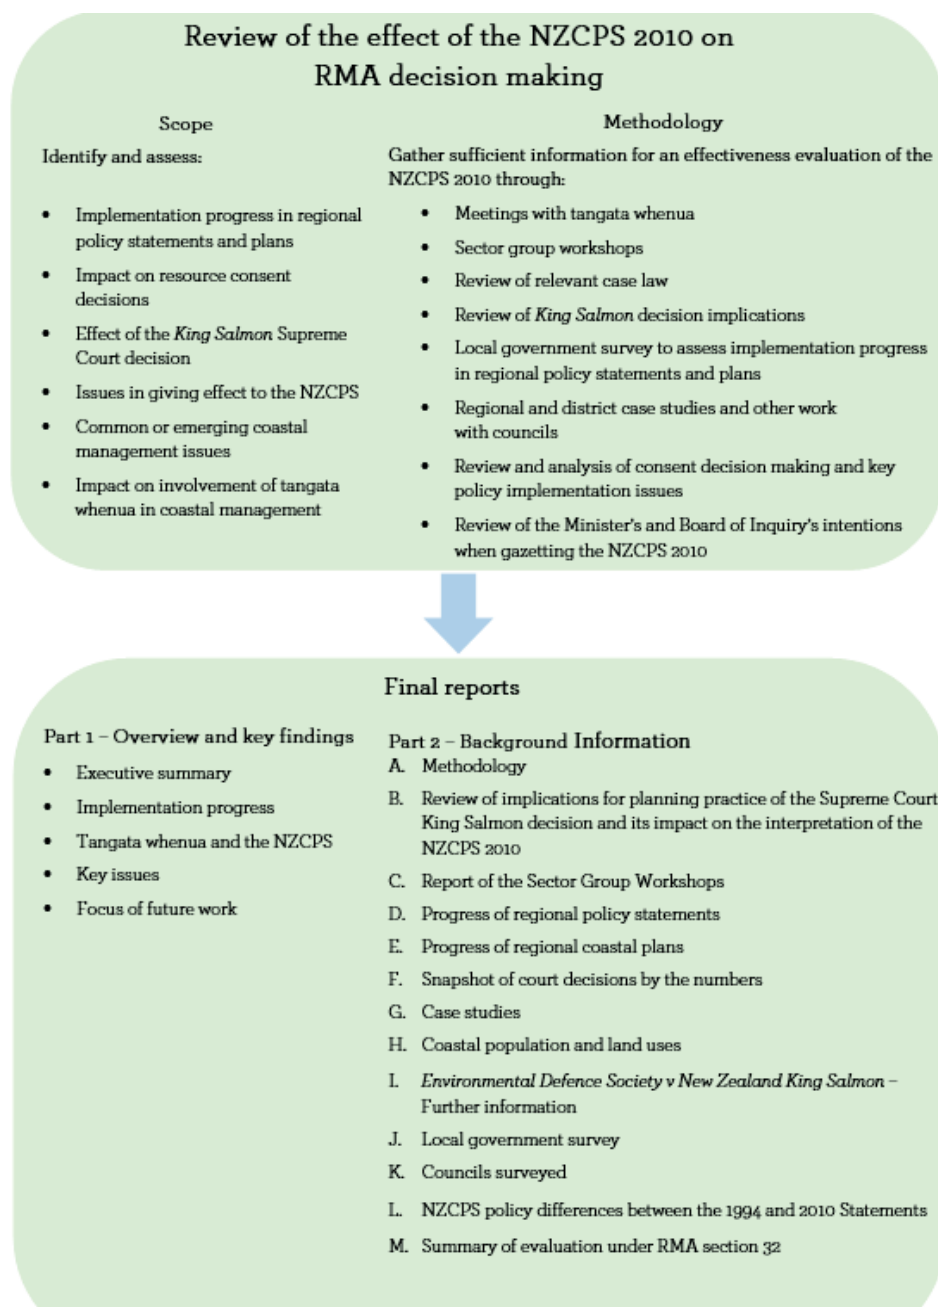 Review of the effect of the NZCPS 2010 on
RMA decision making
Scope
Identify and assess:
• Implementation progress in regional
policy statements and plans
• Impact on resource consent
decisions
• Effect of the King Salmon Supreme
Court decision
• Issues in giving effect to the NZCPS
• Common or emerging coastal
management issues
• Impact on involvement of tangata
whenua in coastal management
Methodology
Gather sufficient information for an effectiveness evaluation of the
NZCPS 2010 through:
• Meetings with tangata whenua
• Sector group workshops
• Review of relevant case law
• Review of King Salmon decision implications
• Local government survey to assess implementation progress
in regional policy statements and plans
• Regional and district case studies and other work
with councils
• Review and analysis of consent decision making and key
policy implementation issues
• Review of the Minister's and Board of Inquiry's intentions
when gazetting the NZCPS 2010
Final reports
Part 1 – Overview and key findings
• Executive summary
• Implementation progress
• Tangata whenua and the NZCPS
• Key issues
• Focus of future work
Part 2 – Background Information
A. Methodology
B. Review of implications for planning practice of the Supreme Court
King Salmon decision and its impact on the interpretation of the
NZCPS 2010
C. Report of the Sector Group Workshops
D. Progress of regional policy statements
E. Progress of regional coastal plans
F. Snapshot of court decisions by the numbers
G. Case studies
H. Coastal population and land uses
I. Environmental Defence Society v New Zealand King Salmon –
Further information
J. Local government survey
K. Councils surveyed
L. NZCPS policy differences between the 1994 and 2010 Statements
M. Summary of evaluation under RMA section 32